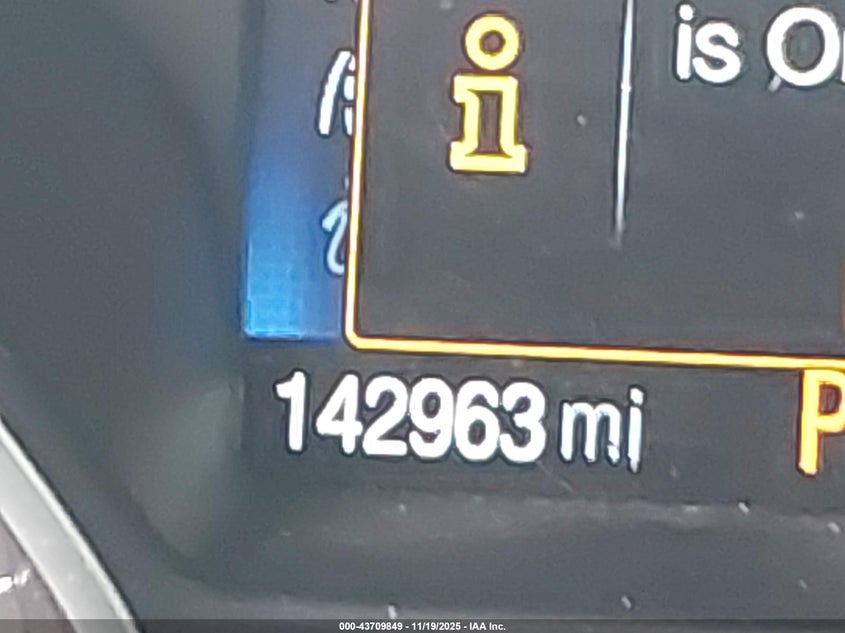 is
142963 mi
P
000-43709849 - 11/19/2025 - IAA Inc.